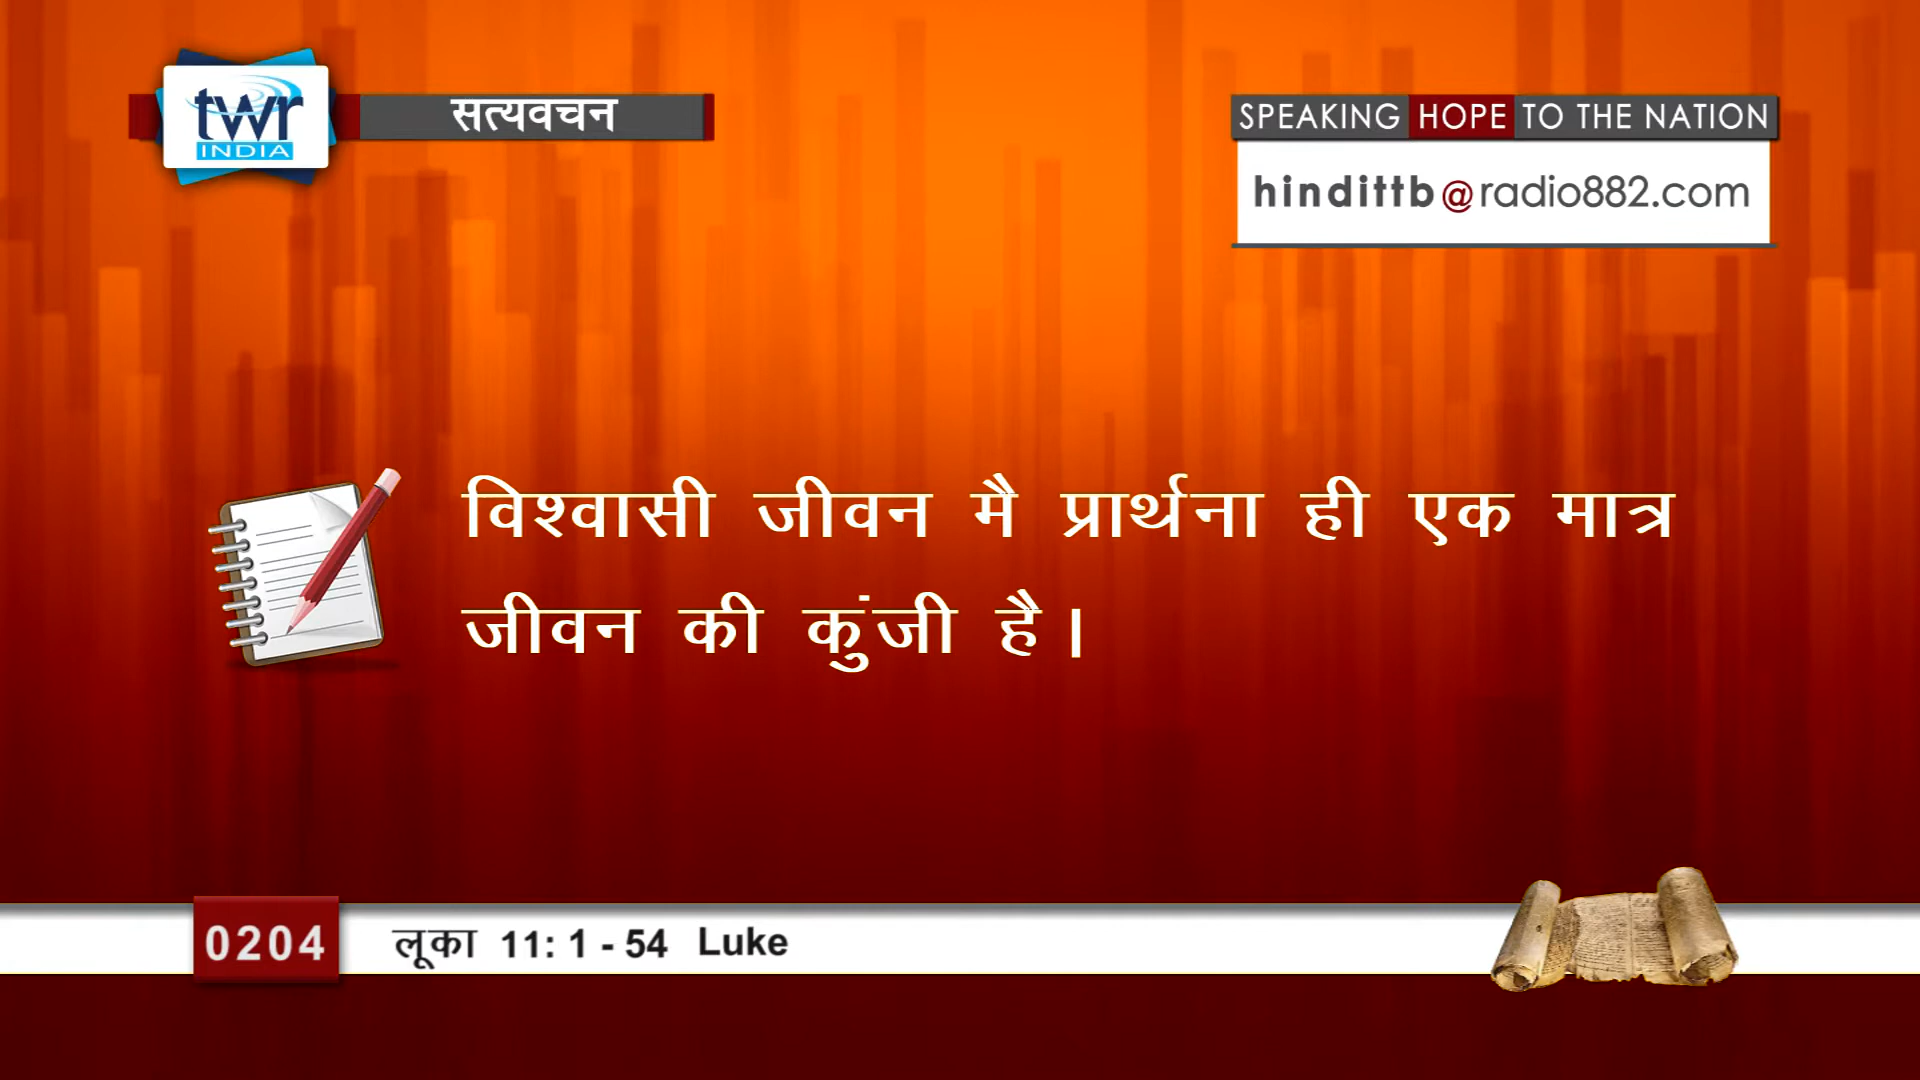 twr
INDIA
सत्यवचन
SPEAKING HOPE TO THE NATION
hindittb@radio882.com
विश्वासी जीवन मै प्रार्थना ही एक मात्र
जीवन की कुंजी है।
0204
लूका 11: 1 - 54 Luke